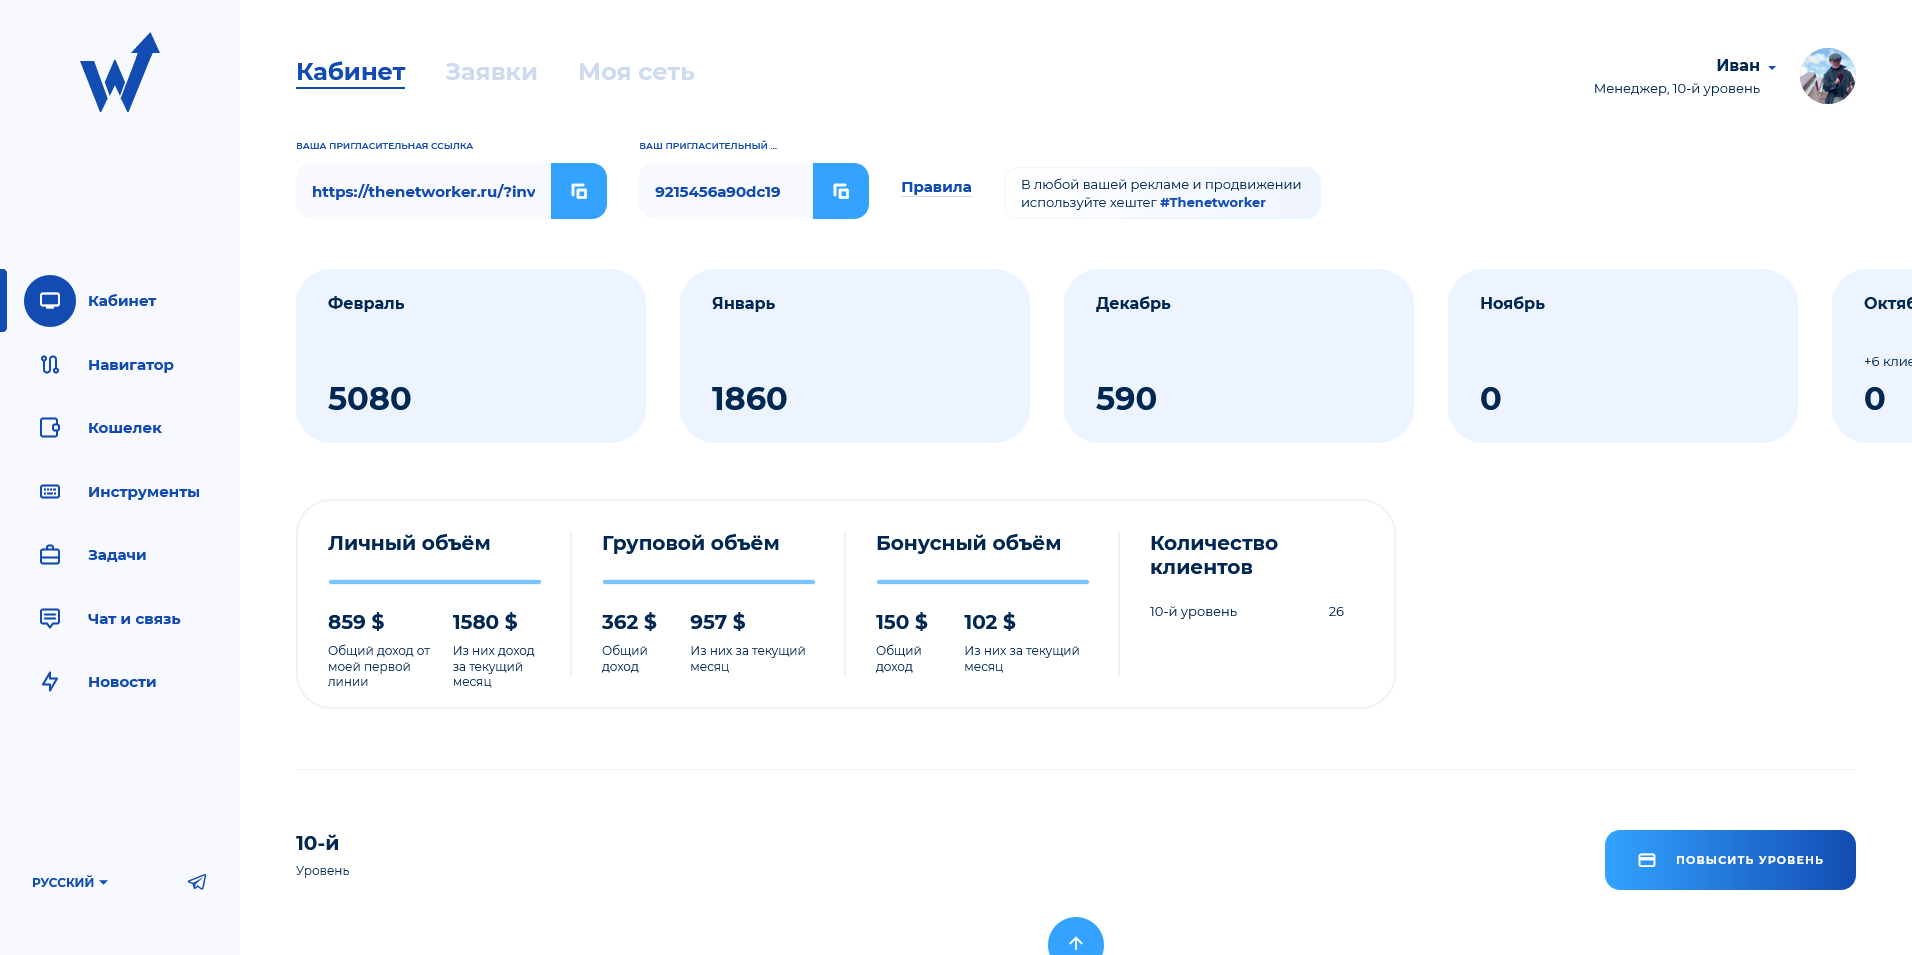 Кабинет
Заявки
Моя сеть
Иван
Менеджер, 10-й уровень
ВАША ПРИГЛАСИТЕЛЬНАЯ ССЫЛКА
https://thenetworker.ru/?inv
ВАШ ПРИГЛАСИТЕЛЬНЫЙ ...
9215456a90dc19
Правила
В любой вашей рекламе и продвижении
используйте хештег #Thenetworker
Кабинет
Навигатор
Кошелек
Инструменты
Задачи
Чат и связь
Новости
РУССКИЙ
Февраль
5080
Январь
1860
Декабрь
590
Ноябрь
0
Октяб
+6 клие
0
Личный объём
859 $
Общий доход от
моей первой
линии
1580 $
Из них доход
за текущий
месяц
Груповой объём
362 $
Общий
доход
957 $
Из них за текущий
месяц
Бонусный объём
150 $
Общий
доход
102 $
Из них за текущий
месяц
Количество
клиентов
10-й уровень
26
10-й
Уровень
ПОВЫСИТЬ УРОВЕНЬ